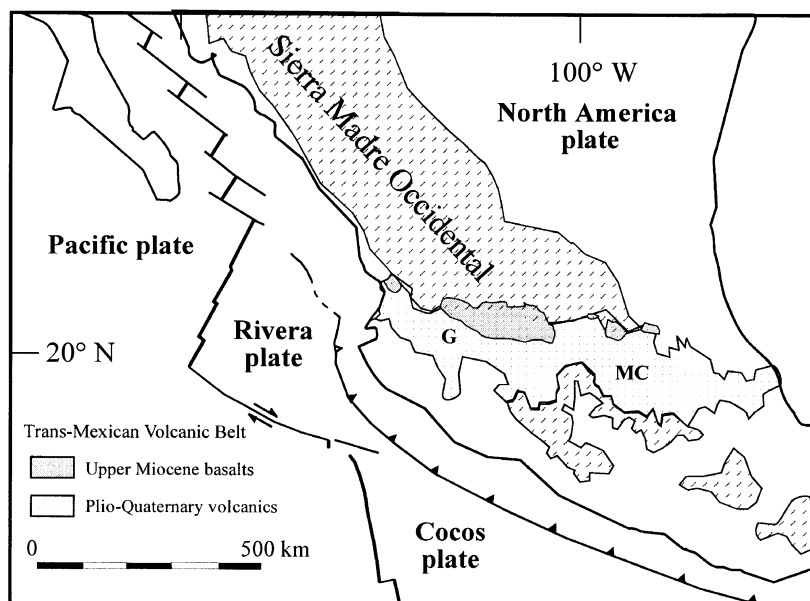 Sierra Madre Occidental
100° W
North America
plate
Pacific plate
Rivera
plate
G
20° N
MC
Trans-Mexican Volcanic Belt
Upper Miocene basalts
Plio-Quaternary volcanics
0 500 km
Cocos
plate